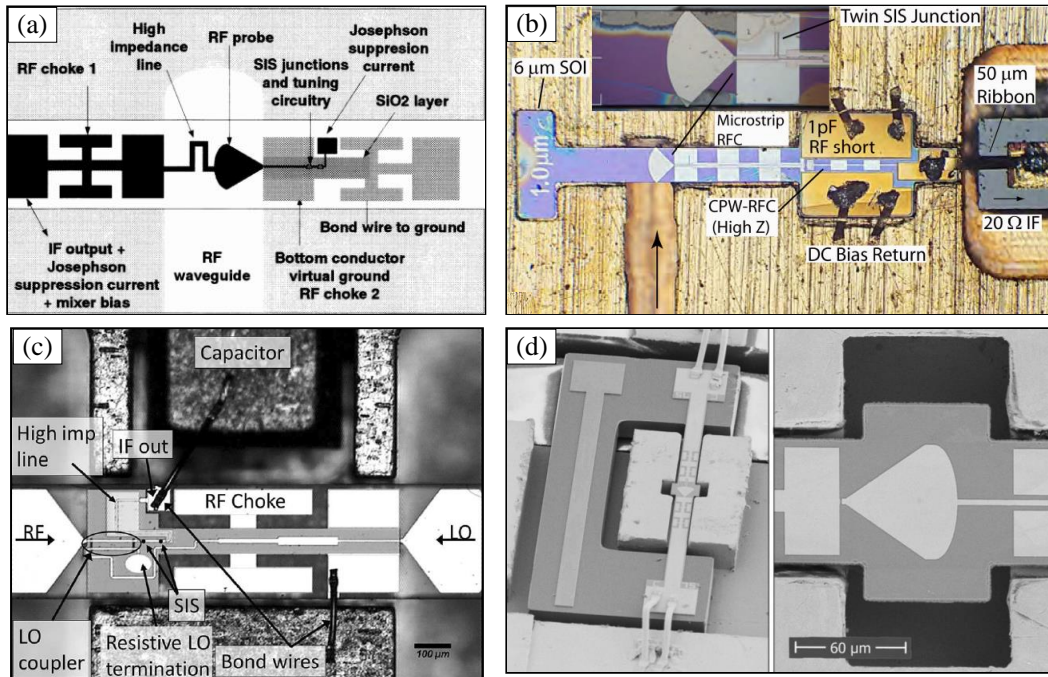 (a)
High
impedance
line
RF probe
Josephson
suppresion
current
RF choke 1
SIS junctions
and tuning
circuitry
SiO2 layer
Bond wire to ground
IF output +
Josephson
suppression current
+ mixer bias
RF
waveguide
Bottom conductor
virtual ground
RF choke 2
(b)
Twin SIS Junction
6 μm SOI
50 μm
Ribbon
Microstrip
RFC
1pF
RF short
1.0μm
CPW-RFC
(High Z)
20 Ω IF
DC Bias Return
(c)
Capacitor
High imp
line
IF out
RF Choke
RF
LO
SIS
LO
coupler
Resistive LO
termination
Bond wires
100 μm
(d)
60 μm